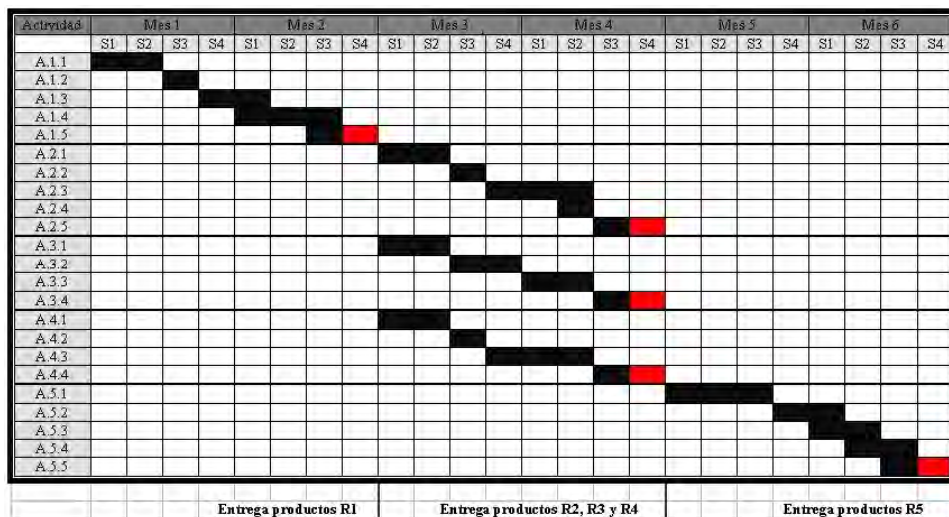 Actividad Mes 1 Mes 2 Mes 3 Mes 4 Mes 5 Mes 6
S1 S2 S3 S4 S1 S2 S3 S4 S1 S2 S3 S4 S1 S2 S3 S4 S1 S2 S3 S4 S1 S2 S3 S4
A.1.1
A.1.2
A.1.3
A.1.4
A.1.5
A.2.1
A.2.2
A.2.3
A.2.4
A.2.5
A.3.1
A.3.2
A.3.3
A.3.4
A.4.1
A.4.2
A.4.3
A.4.4
A.5.1
A.5.2
A.5.3
A.5.4
A.5.5
Entrega productos R1 Entrega productos R2, R3 y R4 Entrega productos R5